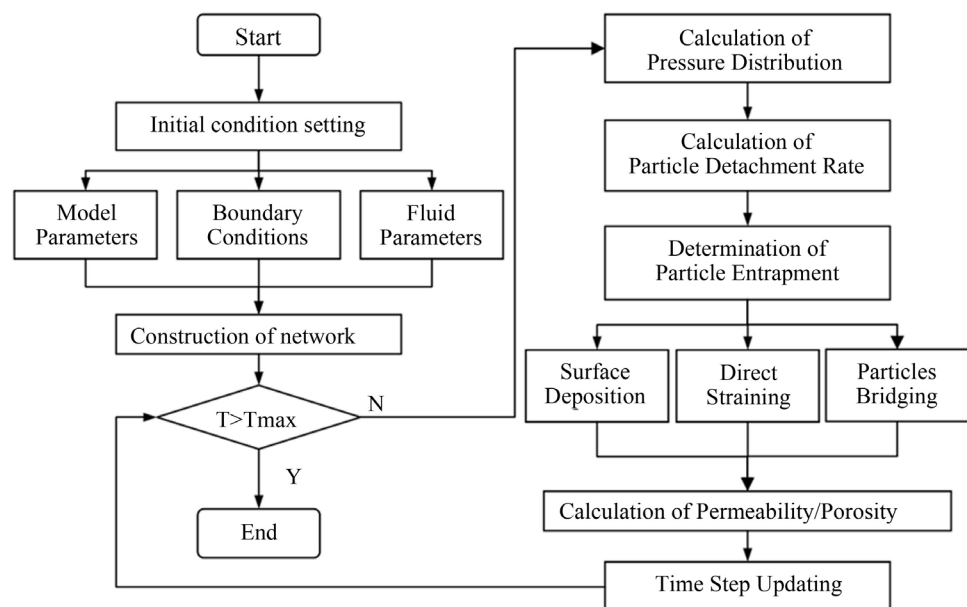 Start
Initial condition setting
Model
Parameters
Boundary
Conditions
Fluid
Parameters
Construction of network
T>Tmax
N
Y
End
Calculation of
Pressure Distribution
Calculation of
Particle Detachment Rate
Determination of
Particle Entrapment
Surface
Deposition
Direct
Straining
Particles
Bridging
Calculation of Permeability/Porosity
Time Step Updating